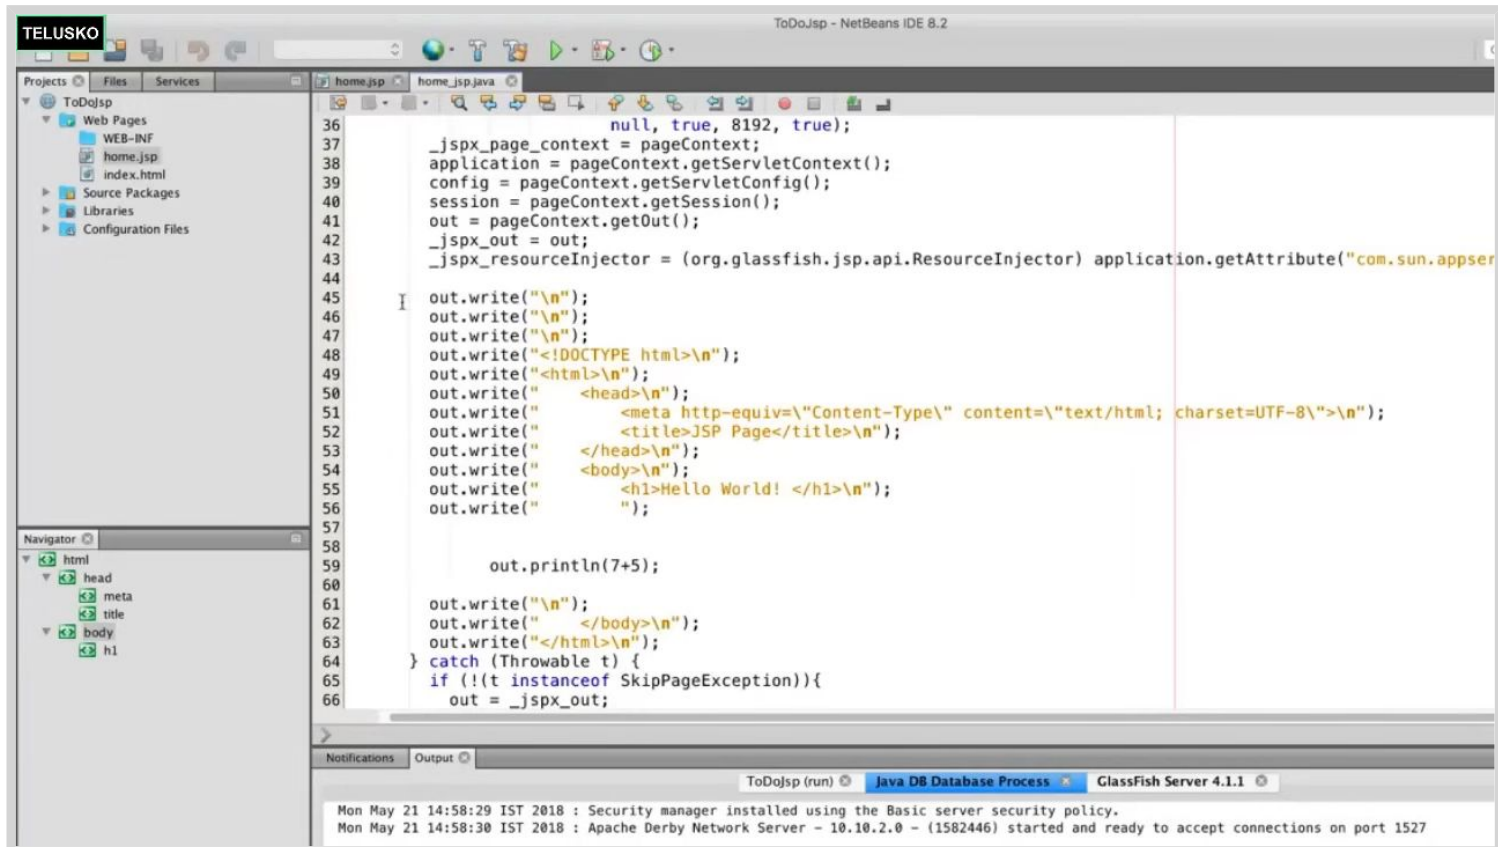 ToDoJsp - NetBeans IDE 8.2
TELUSKO
Projects Files Services
home.jsp home_jsp.java
ToDoJsp
Web Pages
WEB-INF
home.jsp
index.html
Source Packages
Libraries
Configuration Files
36 null, true, 8192, true);
37 _jspx_page_context = pageContext;
38 application = pageContext.getServletContext();
39 config = pageContext.getServletConfig();
40 session = pageContext.getSession();
41 out = pageContext.getOut();
42 _jspx_out = out;
43 _jspx_resourceInjector = (org.glassfish.jsp.api.ResourceInjector) application.getAttribute("com.sun.appser
44
45 out.write("\n");
46 out.write("\n");
47 out.write("\n");
48 out.write("<!DOCTYPE html>\n");
49 out.write("<html>\n");
50 out.write("    <head>\n");
51 out.write("        <meta http-equiv=\"Content-Type\" content=\"text/html; charset=UTF-8\">\n");
52 out.write("        <title>JSP Page</title>\n");
53 out.write("    </head>\n");
54 out.write("    <body>\n");
55 out.write("        <h1>Hello World! </h1>\n");
56 out.write("        ");
57
58
59 out.println(7+5);
60
61 out.write("\n");
62 out.write("    </body>\n");
63 out.write("</html>\n");
64 } catch (Throwable t) {
65 if (!(t instanceof SkipPageException)){
66 out = _jspx_out;
Navigator
html
head
meta
title
body
h1
Notifications Output
ToDoJsp (run) Java DB Database Process GlassFish Server 4.1.1
Mon May 21 14:58:29 IST 2018 : Security manager installed using the Basic server security policy.
Mon May 21 14:58:30 IST 2018 : Apache Derby Network Server - 10.10.2.0 - (1582446) started and ready to accept connections on port 1527